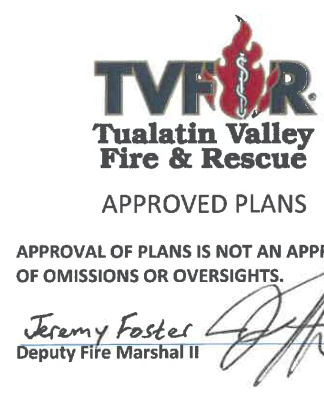 TVF&R®
Tualatin Valley
Fire & Rescue
APPROVED PLANS
APPROVAL OF PLANS IS NOT AN APPR
OF OMISSIONS OR OVERSIGHTS.
Jeremy Foster
Deputy Fire Marshal II